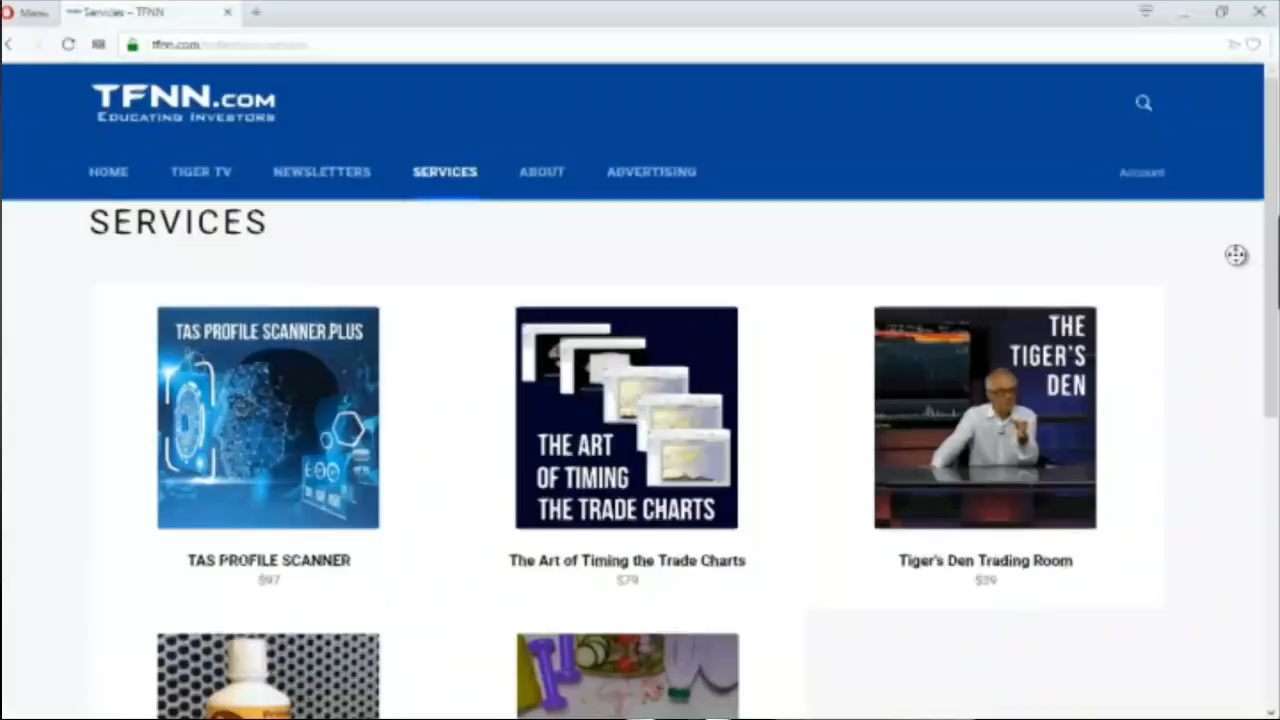 Menu
Services – TFNN
tfnn.com
TFNN.COM
EDUCATING INVESTORS
HOME
TIGER TV
NEWSLETTERS
SERVICES
ABOUT
ADVERTISING
Account
SERVICES
TAS PROFILE SCANNER PLUS
THE ART
OF TIMING
THE TRADE CHARTS
THE
TIGER'S
DEN
TAS PROFILE SCANNER
$97
The Art of Timing the Trade Charts
$79
Tiger's Den Trading Room
$39